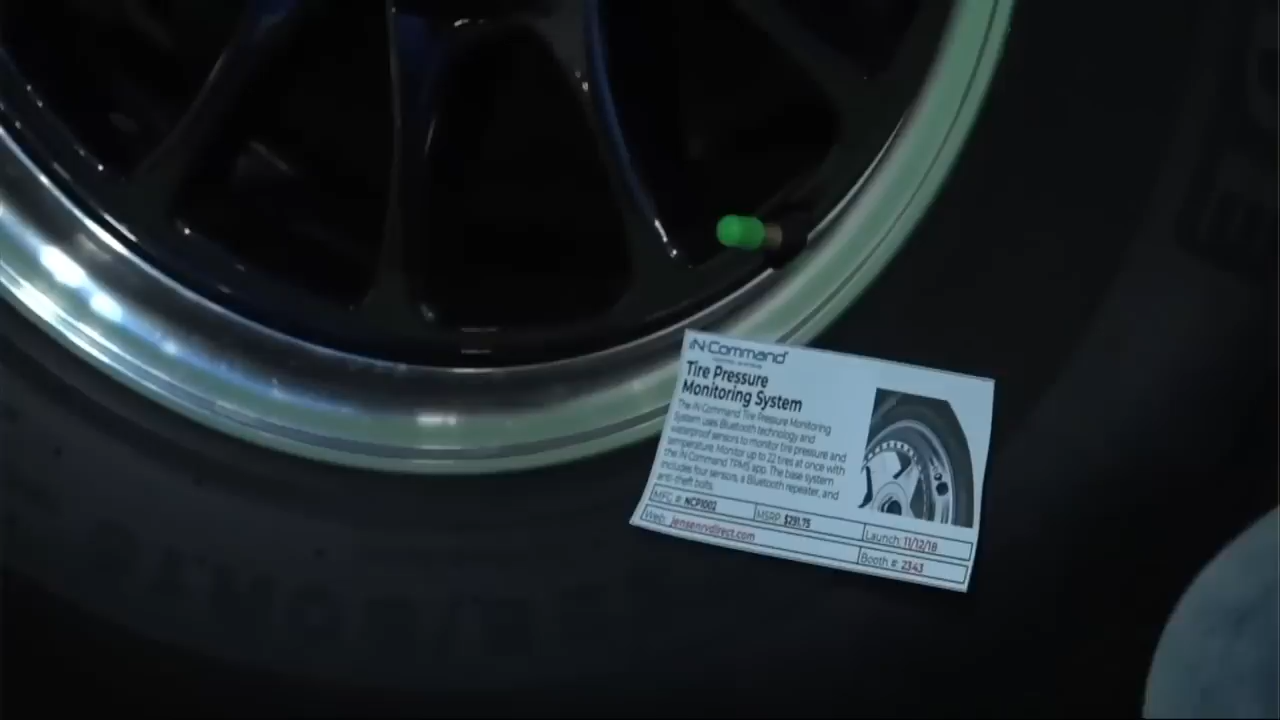 iN·Command
Tire Pressure
Monitoring System
The iN·Command Tire Pressure Monitoring
System uses Bluetooth technology and
waterproof sensors to monitor tire pressure and
temperature. Monitor up to 22 tires at once with
the iN·Command TPMS app. The base system
includes four sensors, a Bluetooth repeater, and
anti-theft bolts.
MFG #: NCP1002 MSRP: $291.75 Launch: 11/12/18
Web: jensenrvdirect.com Booth #: 2343